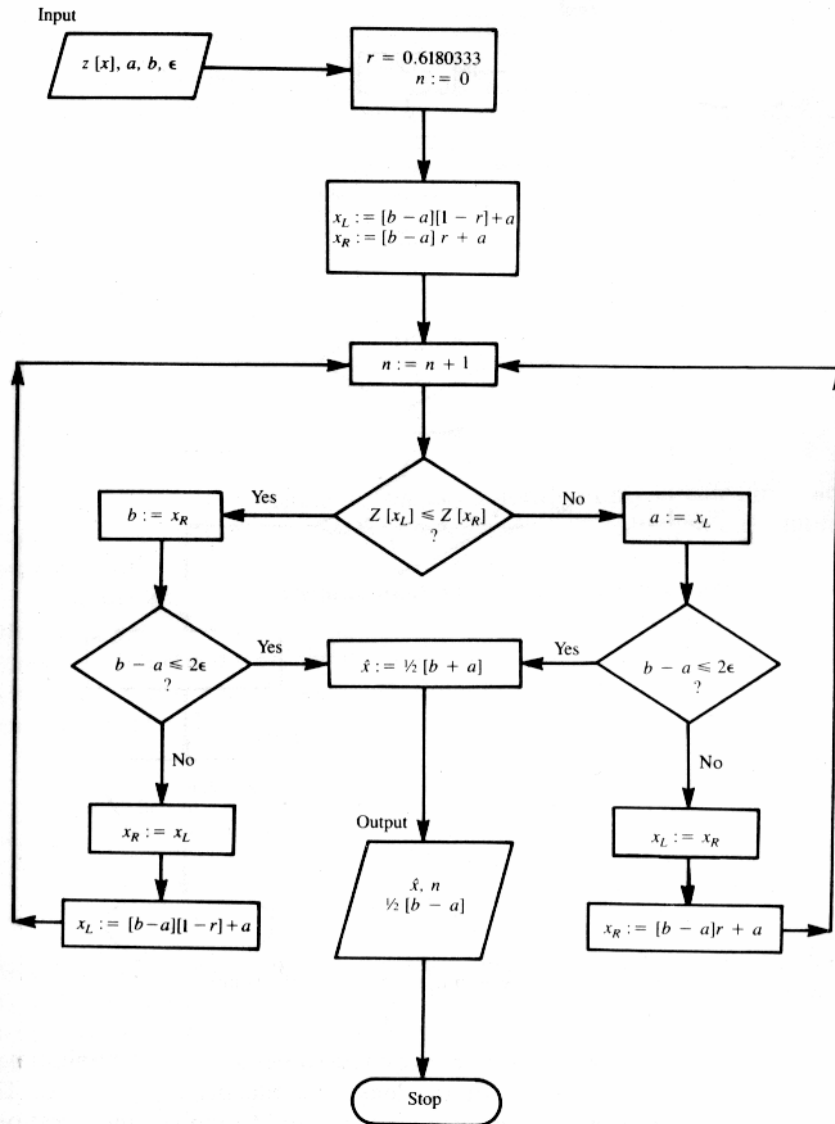 Input
z [x], a, b, ϵ
r = 0.6180333
n : = 0
x_L : = [b − a][1 − r] + a
x_R : = [b − a] r + a
n : = n + 1
Yes
No
b : = x_R
Z [x_L] ⩽ Z [x_R]
?
a : = x_L
b − a ⩽ 2ϵ
?
Yes
x̂ : = ½ [b + a]
Yes
b − a ⩽ 2ϵ
?
No
No
x_R : = x_L
Output
x_L : = x_R
x̂, n
½ [b − a]
x_L : = [b−a][1−r]+a
x_R : = [b − a]r + a
Stop